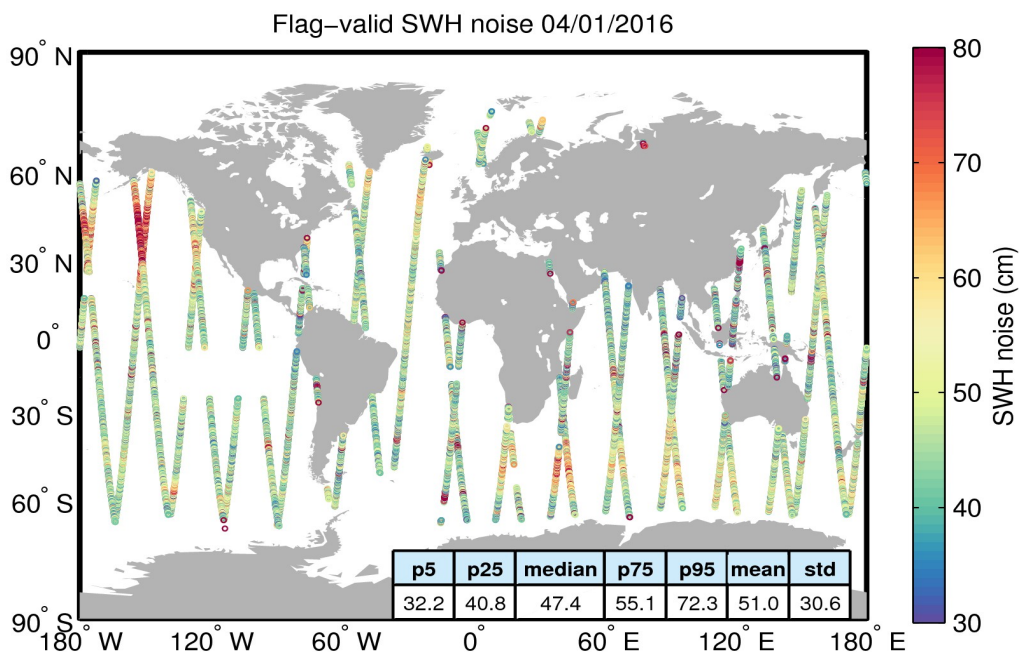 Flag−valid SWH noise 04/01/2016
90° N
60° N
30° N
0°
30° S
60° S
90° S
180° W
120° W
60° W
0°
60° E
120° E
180° E
p5 p25 median p75 p95 mean std
32.2 40.8 47.4 55.1 72.3 51.0 30.6
80
70
60
50
40
30
SWH noise (cm)